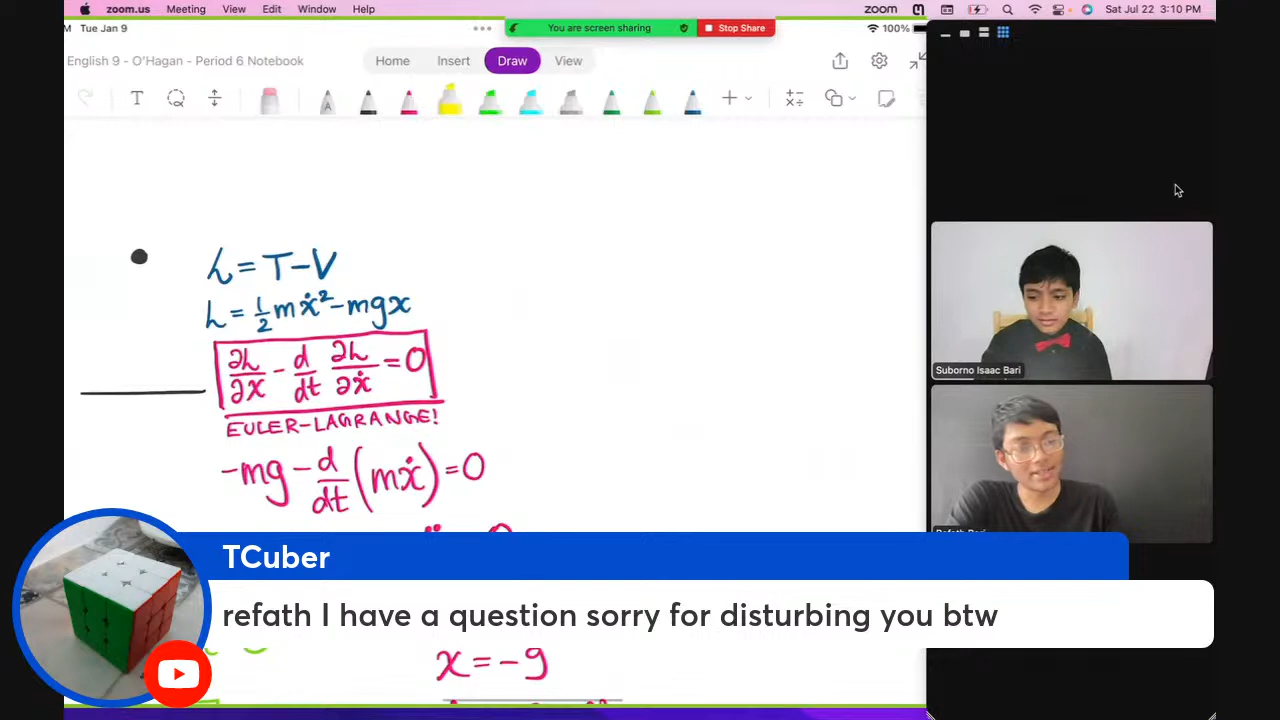 zoom.us Meeting View Edit Window Help
zoom
Sat Jul 22 3:10 PM
Tue Jan 9
You are screen sharing
Stop Share
100%
English 9 - O'Hagan - Period 6 Notebook
Home Insert Draw View
L = T - V
L = 1/2 mẋ² - mgx
∂L/∂x - d/dt ∂L/∂ẋ = 0
EULER-LAGRANGE!
-mg - d/dt (mẋ) = 0
Suborno Isaac Bari
TCuber
refath I have a question sorry for disturbing you btw
x = -g